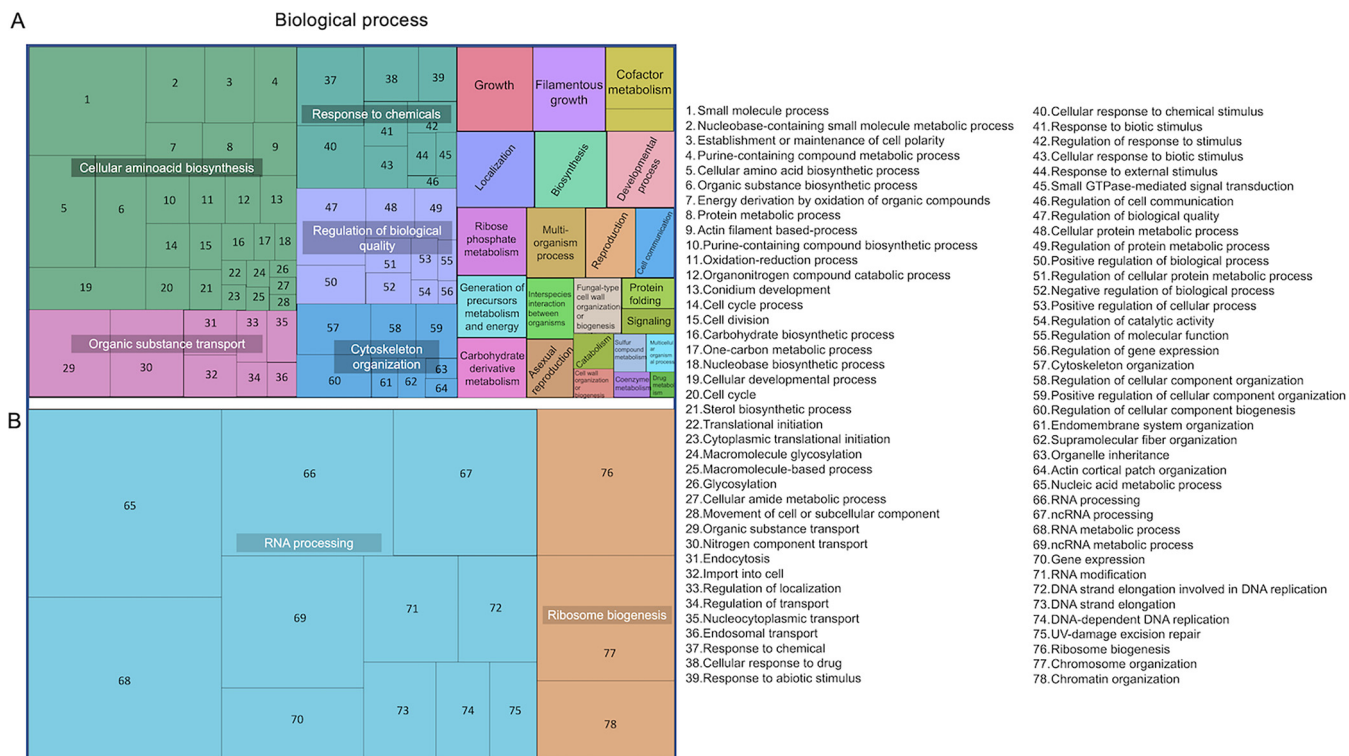 A
Biological process
1
2
3
4
5
6
7
8
9
Cellular aminoacid biosynthesis
10
11
12
13
14
15
16
17
18
19
20
21
22
23
24
25
26
27
28
Organic substance transport
29
30
31
32
33
34
35
36
Response to chemicals
37
38
39
40
41
42
43
44
45
46
Regulation of biological
quality
47
48
49
50
51
52
53
54
55
56
Cytoskeleton
organization
57
58
59
60
61
62
63
64
Growth
Filamentous
growth
Cofactor
metabolism
Localization
Biosynthesis
Developmental
process
Ribose
phosphate
metabolism
Multi-
organism
process
Reproduction
Cell communication
Generation of
precursors
metabolism
and energy
Interspecies
interaction
between
organisms
Fungal-type
cell wall
organization
or
biogenesis
Protein
folding
Signaling
Carbohydrate
derivative
metabolism
Asexual
reproduction
Catabolism
Sulfur
compound
metabolism
Multicellul
ar
organism
al process
Cell wall
organization
or
biogenesis
Coenzyme
metabolism
Drug
metabol
ism
B
65
66
67
RNA processing
68
69
70
71
72
73
74
75
76
Ribosome biogenesis
77
78
1.Small molecule process
2.Nucleobase-containing small molecule metabolic process
3.Establishment or maintenance of cell polarity
4.Purine-containing compound metabolic process
5.Cellular amino acid biosynthetic process
6.Organic substance biosynthetic process
7.Energy derivation by oxidation of organic compounds
8.Protein metabolic process
9.Actin filament based-process
10.Purine-containing compound biosynthetic process
11.Oxidation-reduction process
12.Organonitrogen compound catabolic process
13.Conidium development
14.Cell cycle process
15.Cell division
16.Carbohydrate biosynthetic process
17.One-carbon metabolic process
18.Nucleobase biosynthetic process
19.Cellular developmental process
20.Cell cycle
21.Sterol biosynthetic process
22.Translational initiation
23.Cytoplasmic translational initiation
24.Macromolecule glycosylation
25.Macromolecule-based process
26.Glycosylation
27.Cellular amide metabolic process
28.Movement of cell or subcellular component
29.Organic substance transport
30.Nitrogen component transport
31.Endocytosis
32.Import into cell
33.Regulation of localization
34.Regulation of transport
35.Nucleocytoplasmic transport
36.Endosomal transport
37.Response to chemical
38.Cellular response to drug
39.Response to abiotic stimulus
40.Cellular response to chemical stimulus
41.Response to biotic stimulus
42.Regulation of response to stimulus
43.Cellular response to biotic stimulus
44.Response to external stimulus
45.Small GTPase-mediated signal transduction
46.Regulation of cell communication
47.Regulation of biological quality
48.Cellular protein metabolic process
49.Regulation of protein metabolic process
50.Positive regulation of biological process
51.Regulation of cellular protein metabolic process
52.Negative regulation of biological process
53.Positive regulation of cellular process
54.Regulation of catalytic activity
55.Regulation of molecular function
56.Regulation of gene expression
57.Cytoskeleton organization
58.Regulation of cellular component organization
59.Positive regulation of cellular component organization
60.Regulation of cellular component biogenesis
61.Endomembrane system organization
62.Supramolecular fiber organization
63.Organelle inheritance
64.Actin cortical patch organization
65.Nucleic acid metabolic process
66.RNA processing
67.ncRNA processing
68.RNA metabolic process
69.ncRNA metabolic process
70.Gene expression
71.RNA modification
72.DNA strand elongation involved in DNA replication
73.DNA strand elongation
74.DNA-dependent DNA replication
75.UV-damage excision repair
76.Ribosome biogenesis
77.Chromosome organization
78.Chromatin organization